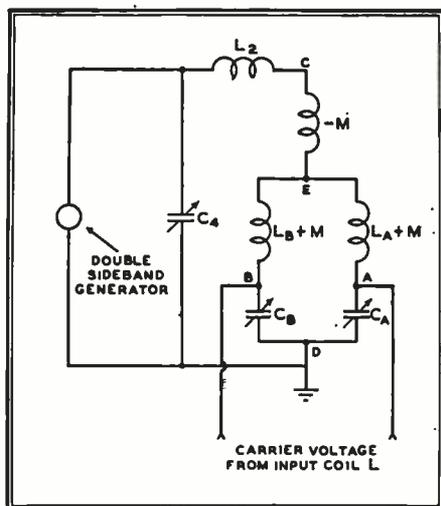 L2
C
-M
E
C4
LB+M
LA+M
DOUBLE
SIDEBAND
GENERATOR
B
A
CB
CA
D
CARRIER VOLTAGE
FROM INPUT COIL L